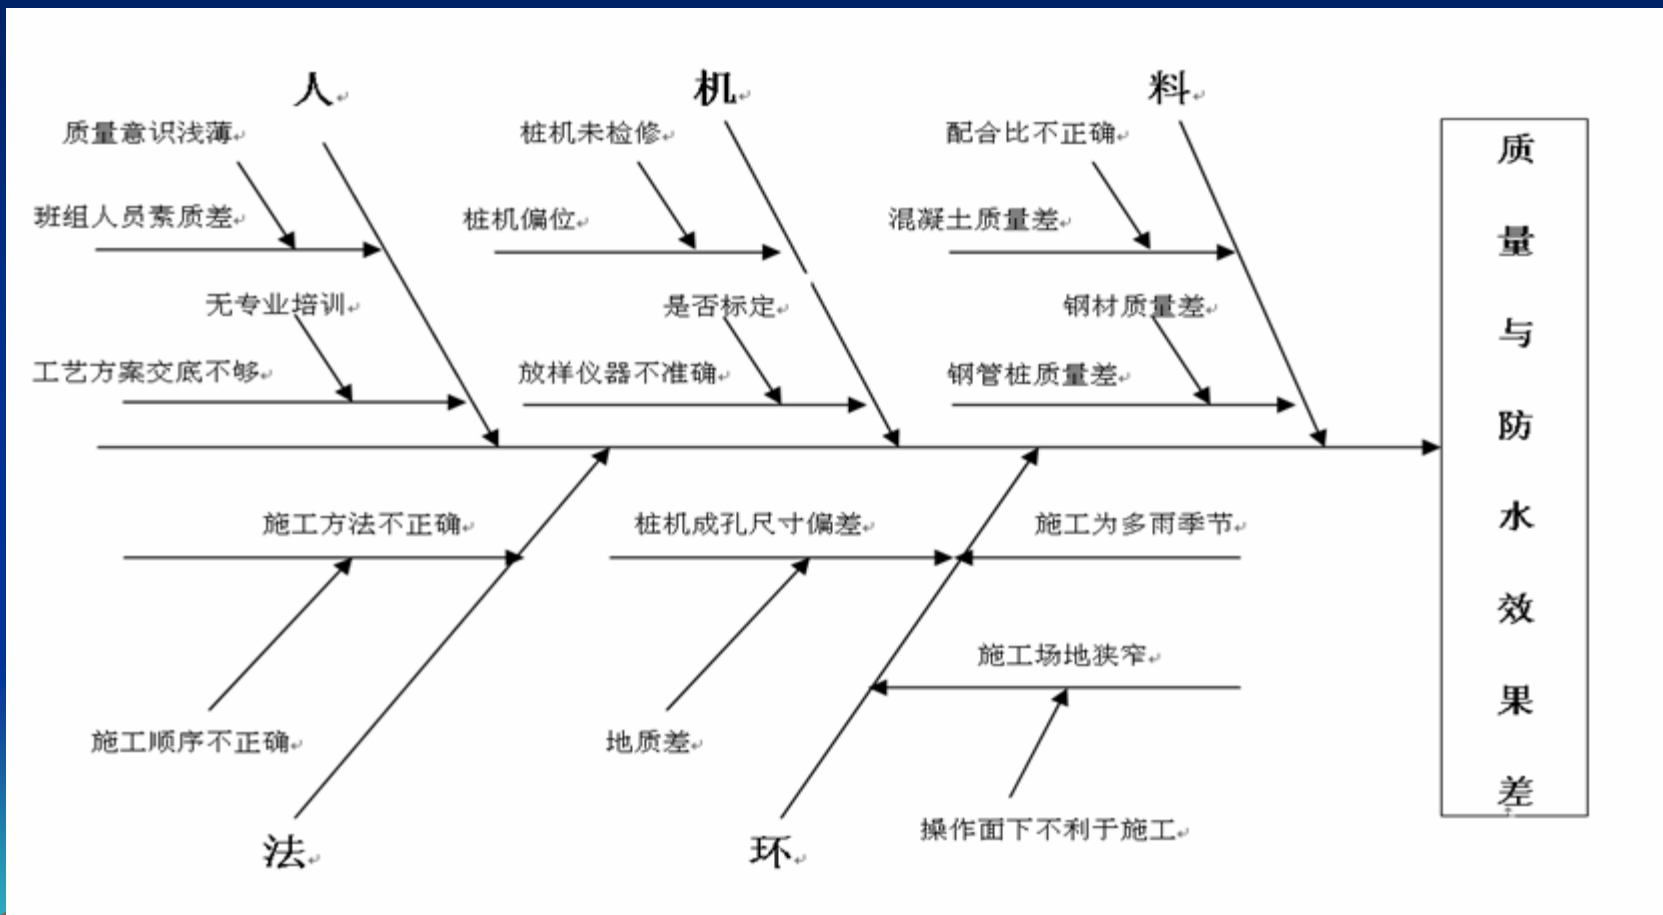 人
机
料
质量意识浅薄
桩机未检修
配合比不正确
班组人员素质差
桩机偏位
混凝土质量差
无专业培训
是否标定
钢材质量差
工艺方案交底不够
放样仪器不准确
钢管桩质量差
施工方法不正确
桩机成孔尺寸偏差
施工为多雨季节
施工场地狭窄
施工顺序不正确
地质差
操作面下不利于施工
法
环
质量与防水效果差